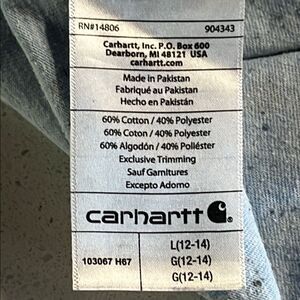 RN#14806 904343
Carhartt, Inc. P.O. Box 600
Dearborn, MI 48121 USA
carhartt.com
Made in Pakistan
Fabriqué au Pakistan
Hecho en Pakistán
60% Cotton / 40% Polyester
60% Cotton / 40% Polyester
60% Algodón / 40% Poliéster
Exclusive Trimming
Sauf Garnitures
Excepto Adorno
carhartt
103067 H67
L(12-14)
G(12-14)
G(12-14)